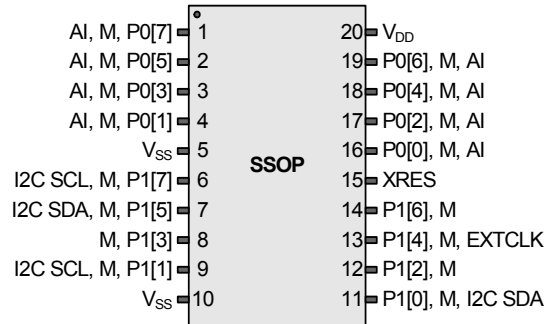 AI, M, P0[7] 1 20 VDD
AI, M, P0[5] 2 19 P0[6], M, AI
AI, M, P0[3] 3 18 P0[4], M, AI
AI, M, P0[1] 4 17 P0[2], M, AI
VSS 5 16 P0[0], M, AI
SSOP
I2C SCL, M, P1[7] 6 15 XRES
I2C SDA, M, P1[5] 7 14 P1[6], M
M, P1[3] 8 13 P1[4], M, EXTCLK
I2C SCL, M, P1[1] 9 12 P1[2], M
VSS 10 11 P1[0], M, I2C SDA